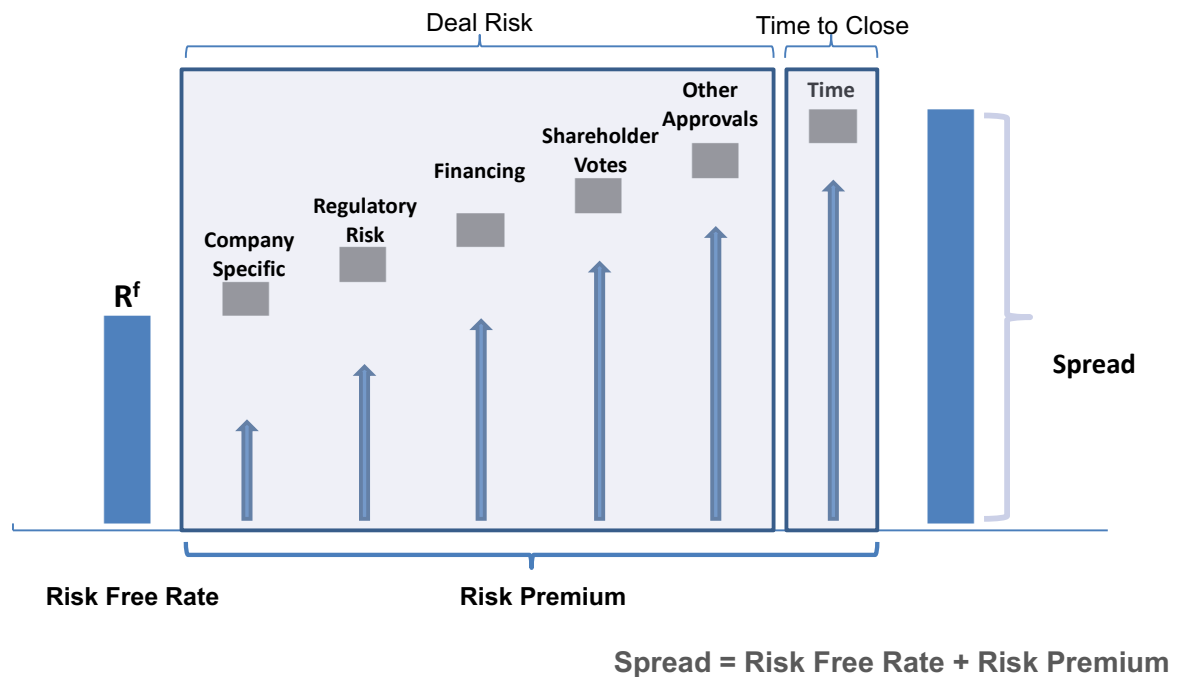 Deal Risk
Time to Close
Other
Approvals
Time
Shareholder
Votes
Financing
Regulatory
Risk
Company
Specific
Rf
Spread
Risk Free Rate
Risk Premium
Spread = Risk Free Rate + Risk Premium